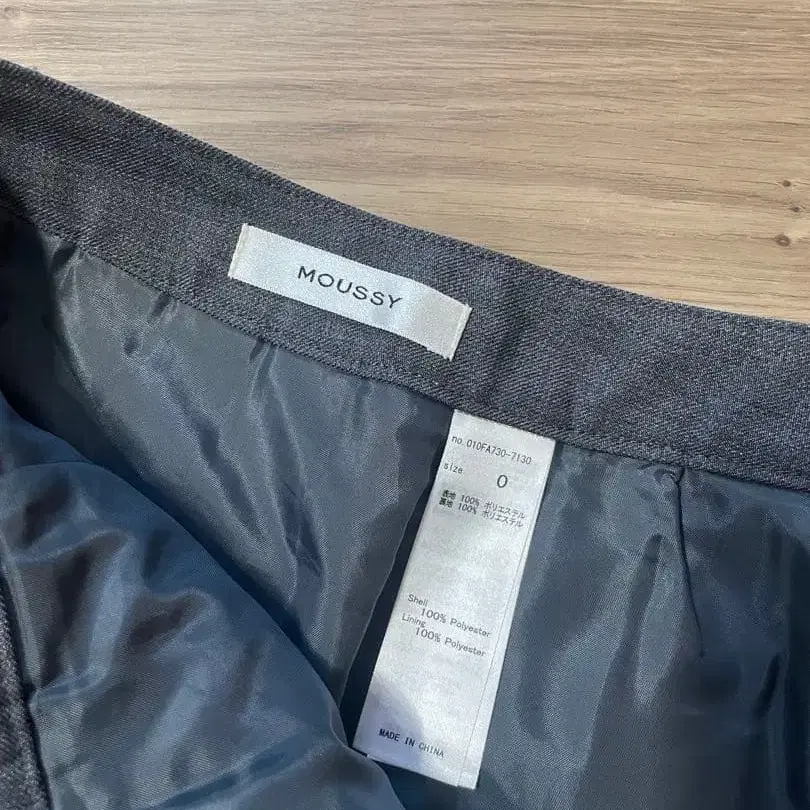 MOUSSY
no. 010FA730-7130
size 0
表地 100% ポリエステル
裏地 100% ポリエステル
Shell
100% Polyester
Lining
100% Polyester
MADE IN CHINA